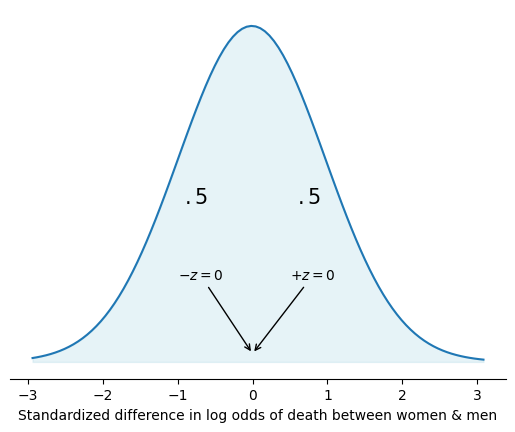 .5 .5
−z = 0 +z = 0
−3 −2 −1 0 1 2 3
Standardized difference in log odds of death between women & men